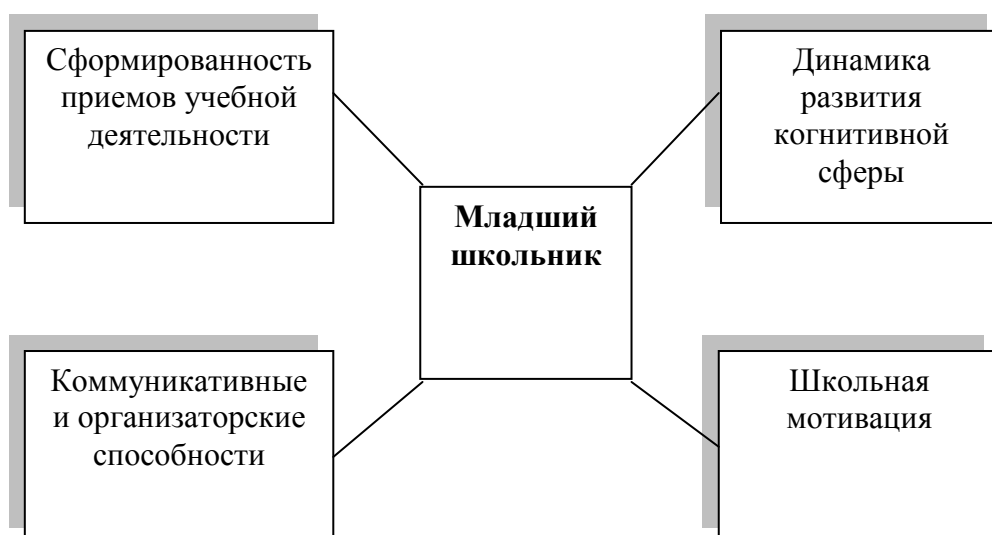 Сформированность
приемов учебной
деятельности
Динамика
развития
когнитивной
сферы
Младший
школьник
Коммуникативные
и организаторские
способности
Школьная
мотивация